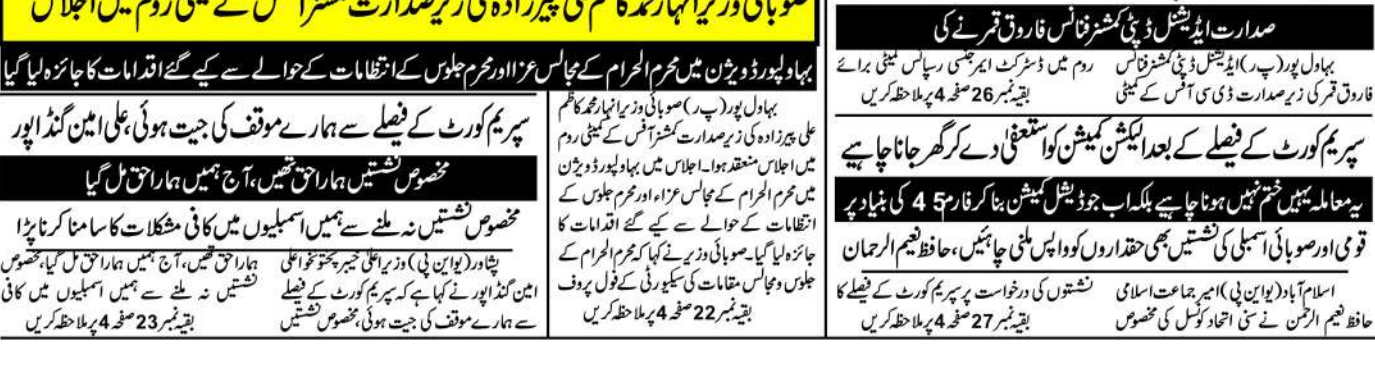 صدارت ایڈیشنل ڈپٹی کمشنر فنانس فاروق قمر نے کی
بہاول پور(پ ر) ایڈیشنل ڈپٹی کمشنر فنانس
فاروق قمر کی زیر صدارت ڈی سی آفس کے کمیٹی
روم میں ڈسٹرکٹ ایمرجنسی رسپانس کمیٹی برائے
بقیہ نمبر 26 صفحہ 4 پر ملاحظہ کریں
سپریم کورٹ کے فیصلے کے بعد الیکشن کمیشن کو استعفیٰ دے کر گھر جانا چاہیے
یہ معاملہ یہیں ختم نہیں ہونا چاہیے بلکہ اب جوڈیشل کمیشن بنا کر فارم 45 کی بنیاد پر
قومی اور صوبائی اسمبلی کی نشستیں بھی حقداروں کو واپس ملنی چاہئیں، حافظ نعیم الرحمان
اسلام آباد (یو این پی) امیر جماعت اسلامی
حافظ نعیم الرحمن نے سنی اتحاد کونسل کی مخصوص
نشستوں کی درخواست پر سپریم کورٹ کے فیصلے کا
بقیہ نمبر 27 صفحہ 4 پر ملاحظہ کریں
صوبائی وزیر انہار محمد کاظم علی پیرزادہ کی زیر صدارت کمشنر آفس کے کمیٹی روم میں اجلاس
بہاولپور ڈویژن میں محرم الحرام کے مجالس عزا اور محرم جلوس کے انتظامات کے حوالے سے کیے گئے اقدامات کا جائزہ لیا گیا
بہاول پور (پ ر) صوبائی وزیر انہار محمد کاظم
علی پیرزادہ کی زیر صدارت کمشنر آفس کے کمیٹی روم
میں اجلاس منعقد ہوا۔ اجلاس میں بہاولپور ڈویژن
میں محرم الحرام کے مجالس عزاء اور محرم جلوس کے
انتظامات کے حوالے سے کیے گئے اقدامات کا
جائزہ لیا گیا۔ صوبائی وزیر نے کہا کہ محرم الحرام کے
جلوس ومجالس مقامات کی سیکیورٹی کے فول پروف
بقیہ نمبر 22 صفحہ 4 پر ملاحظہ کریں
سپریم کورٹ کے فیصلے سے ہمارے موقف کی جیت ہوئی، علی امین گنڈاپور
مخصوص نشستیں ہمارا حق تھیں، آج ہمیں ہمارا حق مل گیا
مخصوص نشستیں نہ ملنے سے ہمیں اسمبلیوں میں کافی مشکلات کا سامنا کرنا پڑا
پشاور (یو این پی) وزیر اعلیٰ خیبر پختونخوا علی
امین گنڈاپور نے کہا ہے کہ سپریم کورٹ کے فیصلے
سے ہمارے موقف کی جیت ہوئی، مخصوص نشستیں
ہمارا حق تھیں، آج ہمیں ہمارا حق مل گیا، مخصوص
نشستیں نہ ملنے سے ہمیں اسمبلیوں میں کافی
بقیہ نمبر 23 صفحہ 4 پر ملاحظہ کریں